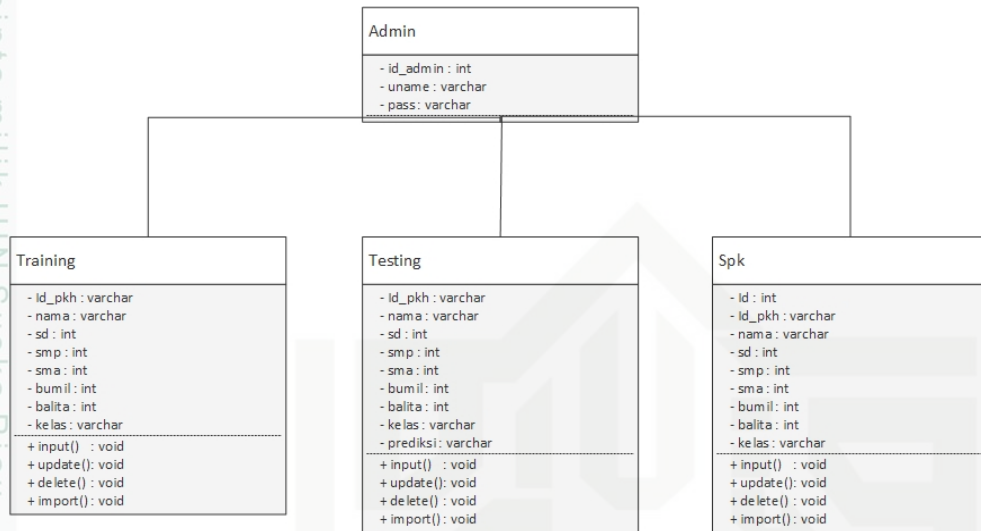 Admin
- id_admin : int
- uname : varchar
- pass : varchar
Training
- Id_pkh : varchar
- nama : varchar
- sd : int
- smp : int
- sma : int
- bumil : int
- balita : int
- kelas : varchar
+ input() : void
+ update(): void
+ delete() : void
+ import() : void
Testing
- Id_pkh : varchar
- nama : varchar
- sd : int
- smp : int
- sma : int
- bumil : int
- balita : int
- kelas : varchar
- prediksi : varchar
+ input() : void
+ update(): void
+ delete() : void
+ import() : void
Spk
- Id : int
- Id_pkh : varchar
- nama : varchar
- sd : int
- smp : int
- sma : int
- bumil : int
- balita : int
- kelas : varchar
+ input() : void
+ update(): void
+ delete() : void
+ import() : void
milik UIN